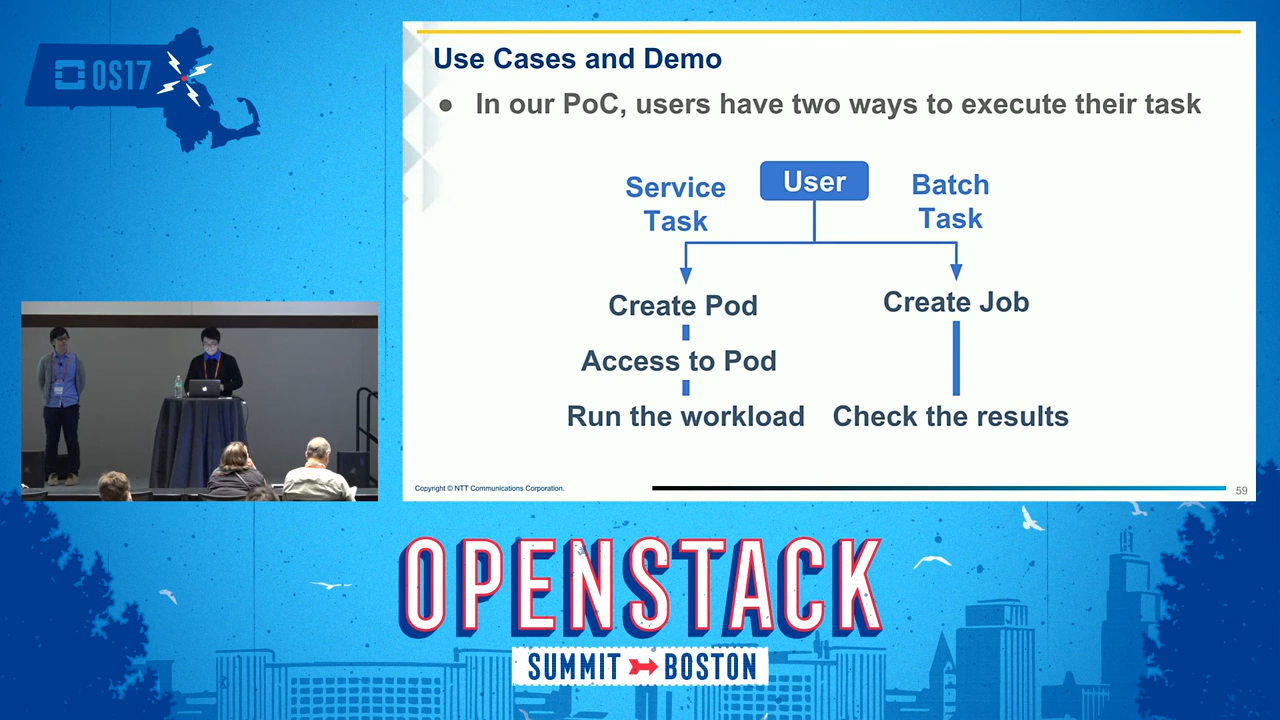 OS17
Use Cases and Demo
● In our PoC, users have two ways to execute their task
User
Service
Task
Batch
Task
Create Pod
Access to Pod
Run the workload
Create Job
Check the results
Copyright © NTT Communications Corporation.
59
OPENSTACK
SUMMIT BOSTON